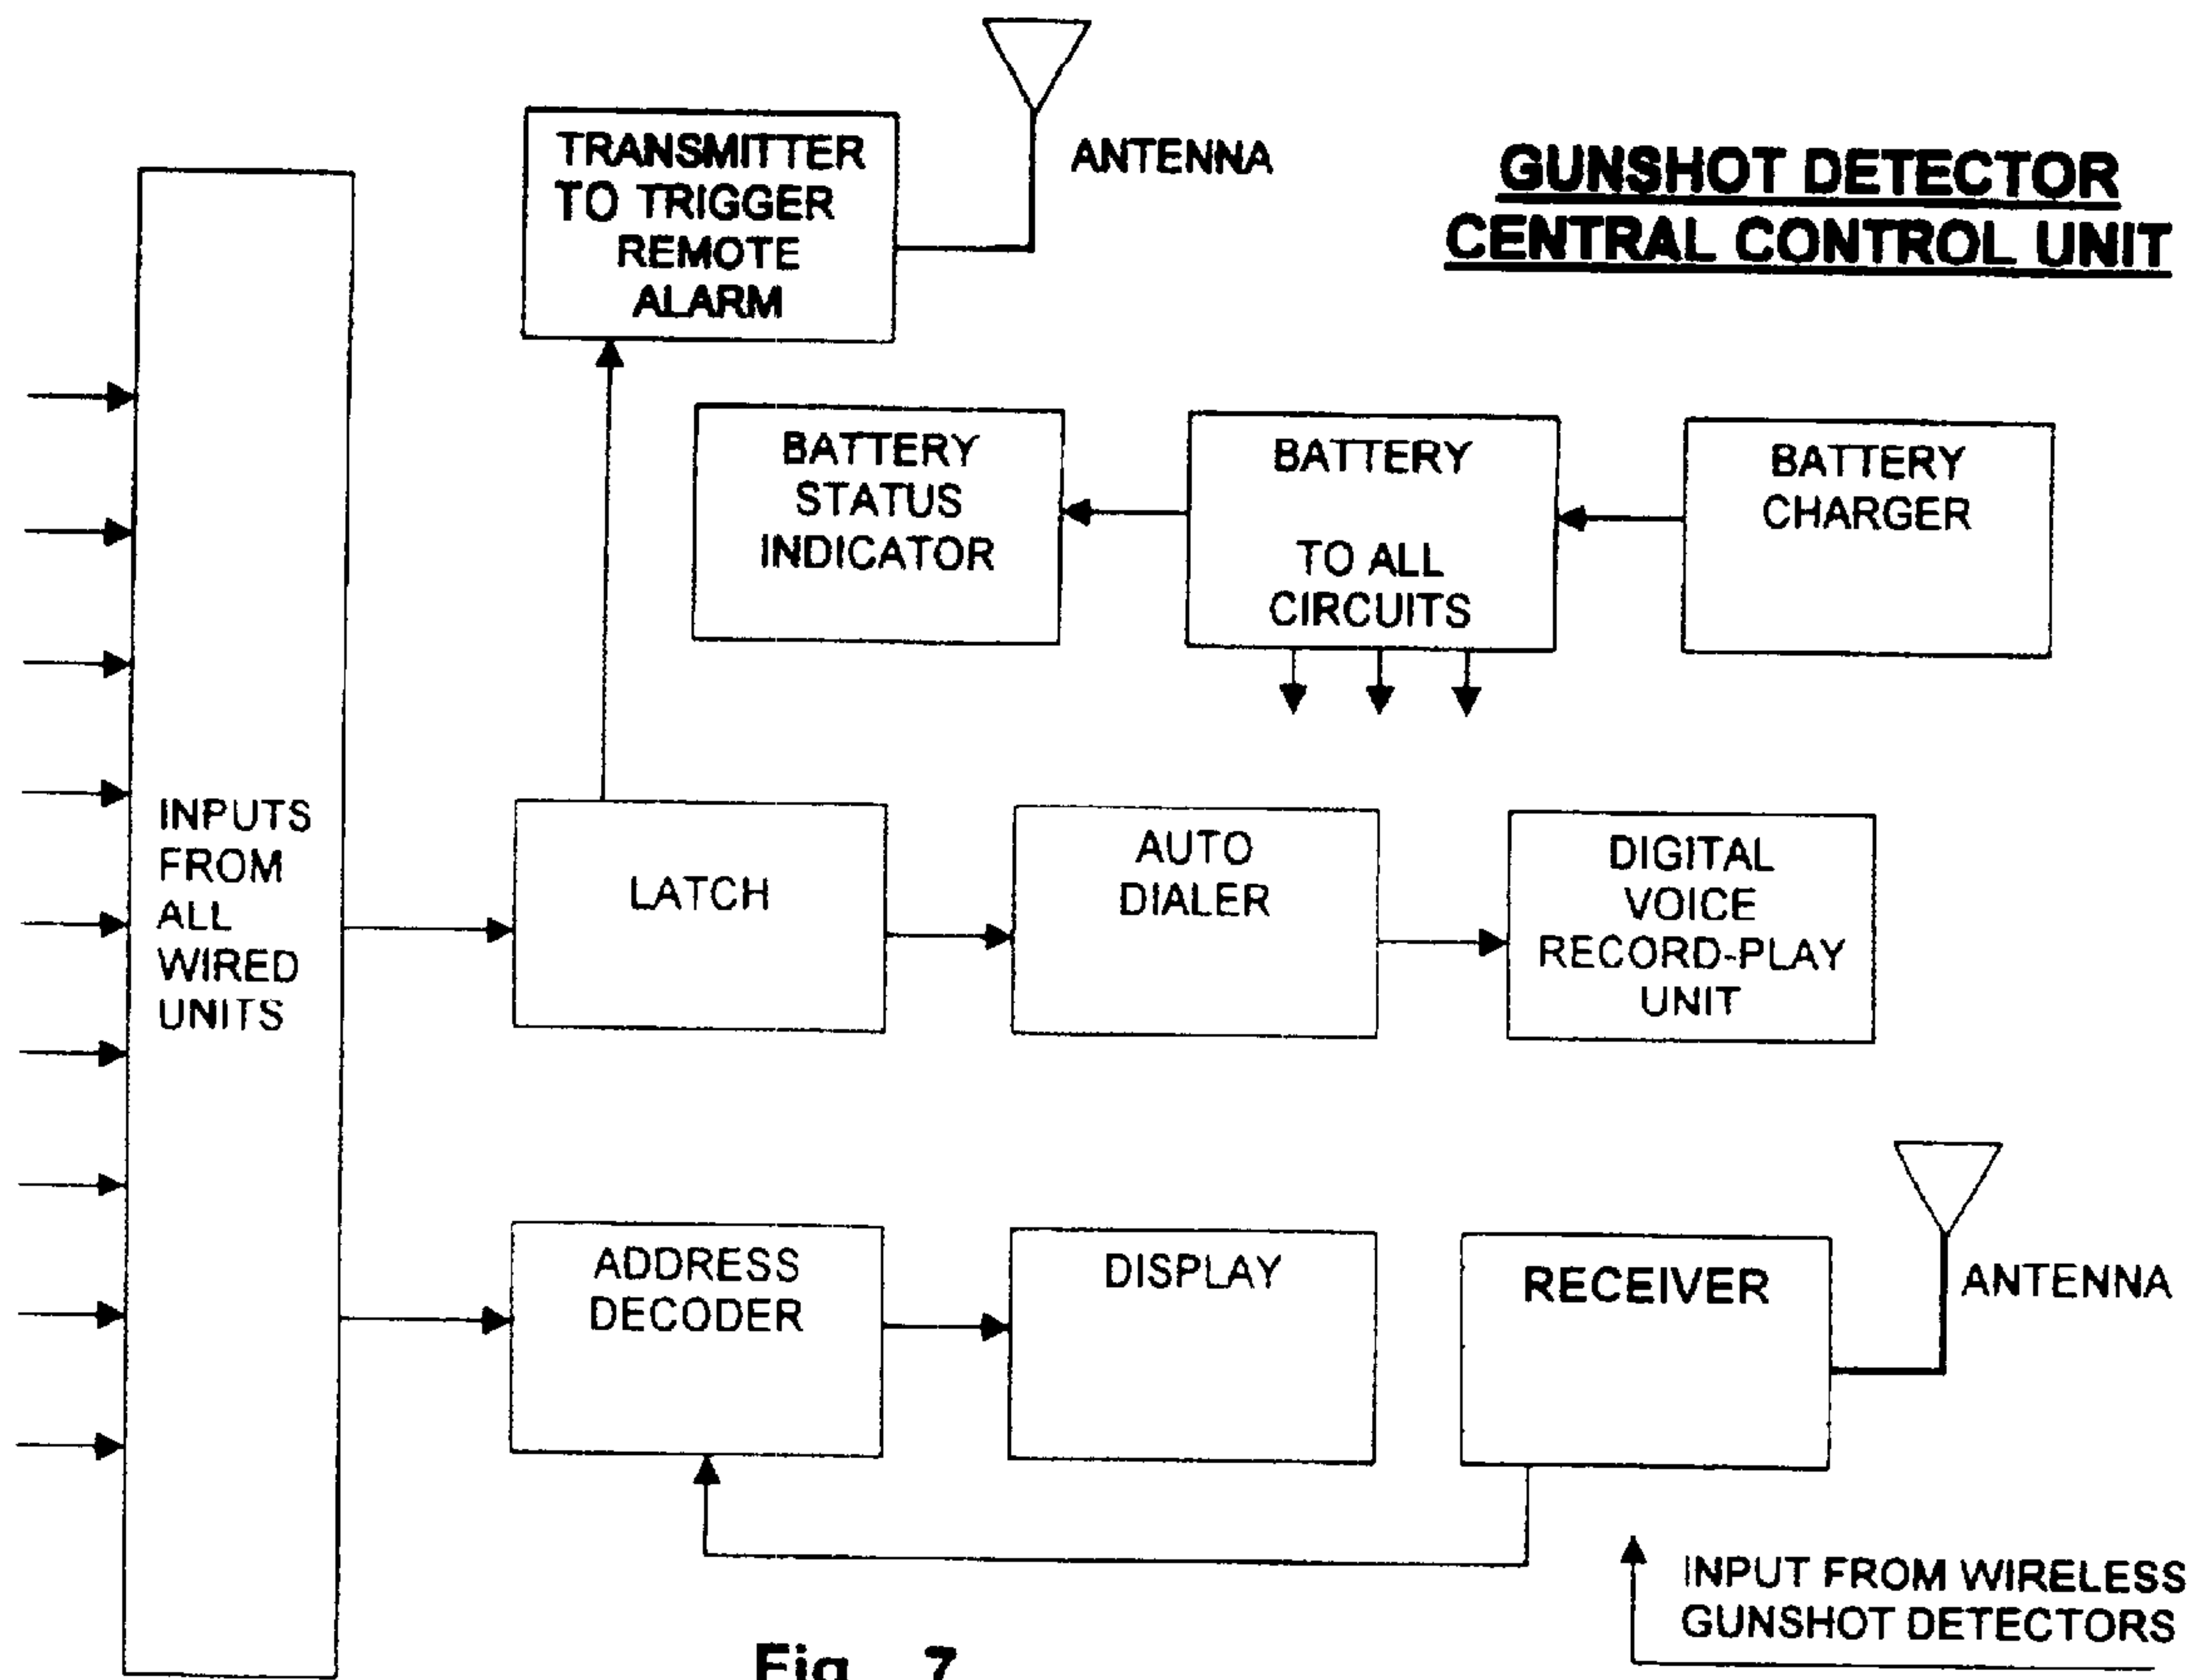 GUNSHOT DETECTOR
CENTRAL CONTROL UNIT
TRANSMITTER
TO TRIGGER
REMOTE
ALARM
ANTENNA
BATTERY
STATUS
INDICATOR
BATTERY
TO ALL
CIRCUITS
BATTERY
CHARGER
INPUTS
FROM
ALL
WIRED
UNITS
LATCH
AUTO
DIALER
DIGITAL
VOICE
RECORD-PLAY
UNIT
ADDRESS
DECODER
DISPLAY
RECEIVER
ANTENNA
INPUT FROM WIRELESS
GUNSHOT DETECTORS
Fig 7